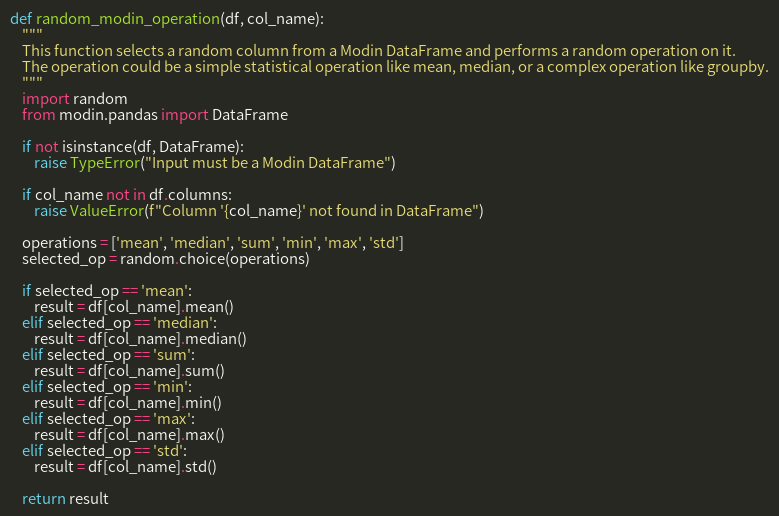 def random_modin_operation(df, col_name):
    """
    This function selects a random column from a Modin DataFrame and performs a random operation on it.
    The operation could be a simple statistical operation like mean, median, or a complex operation like groupby.
    """
    import random
    from modin.pandas import DataFrame

    if not isinstance(df, DataFrame):
        raise TypeError("Input must be a Modin DataFrame")

    if col_name not in df.columns:
        raise ValueError(f"Column '{col_name}' not found in DataFrame")

    operations = ['mean', 'median', 'sum', 'min', 'max', 'std']
    selected_op = random.choice(operations)

    if selected_op == 'mean':
        result = df[col_name].mean()
    elif selected_op == 'median':
        result = df[col_name].median()
    elif selected_op == 'sum':
        result = df[col_name].sum()
    elif selected_op == 'min':
        result = df[col_name].min()
    elif selected_op == 'max':
        result = df[col_name].max()
    elif selected_op == 'std':
        result = df[col_name].std()

    return result